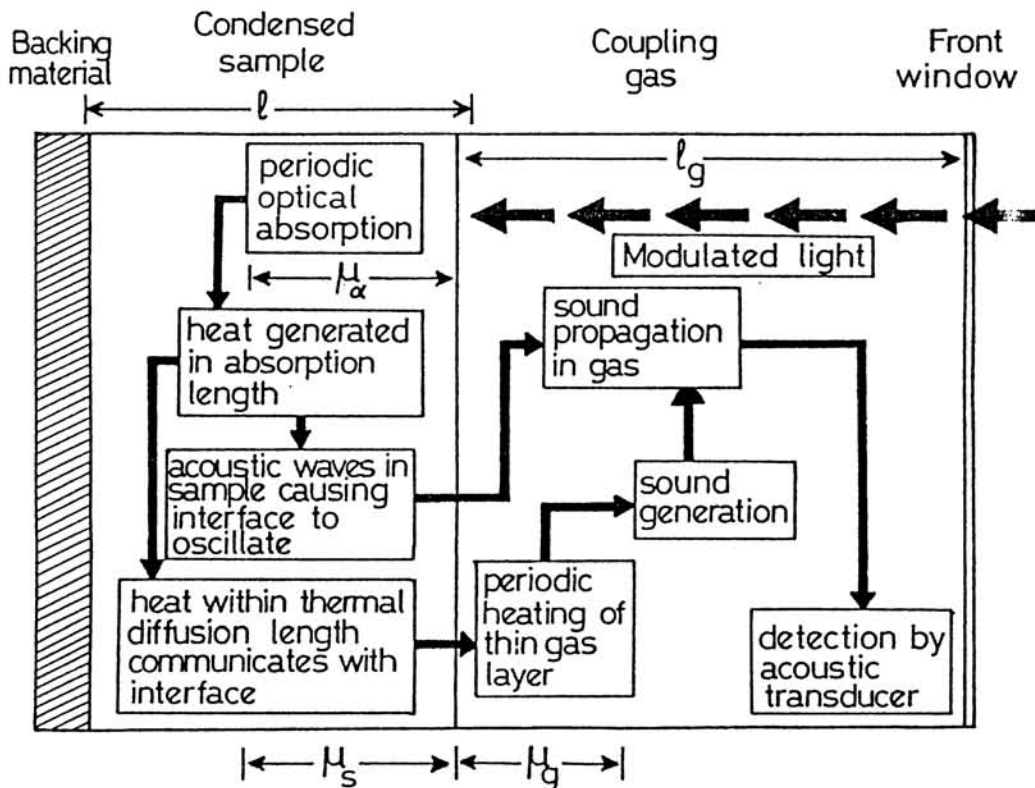 Backing
material
Condensed
sample
Coupling
gas
Front
window
ℓ
ℓg
periodic
optical
absorption
Modulated light
μα
heat generated
in absorption
length
sound
propagation
in gas
acoustic waves in
sample causing
interface to
oscillate
sound
generation
heat within thermal
diffusion length
communicates with
interface
periodic
heating of
thin gas
layer
detection by
acoustic
transducer
μs
μg